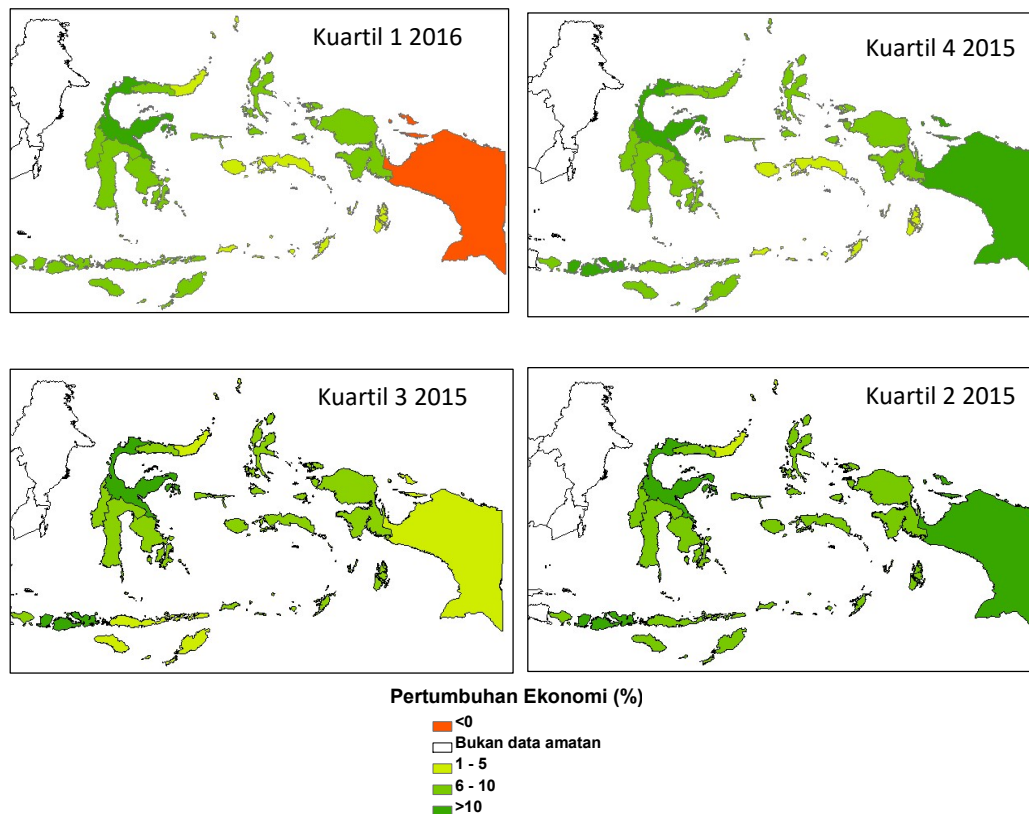 Kuartil 1 2016
Kuartil 4 2015
Kuartil 3 2015
Kuartil 2 2015
Pertumbuhan Ekonomi (%)
<0
Bukan data amatan
1 - 5
6 - 10
>10